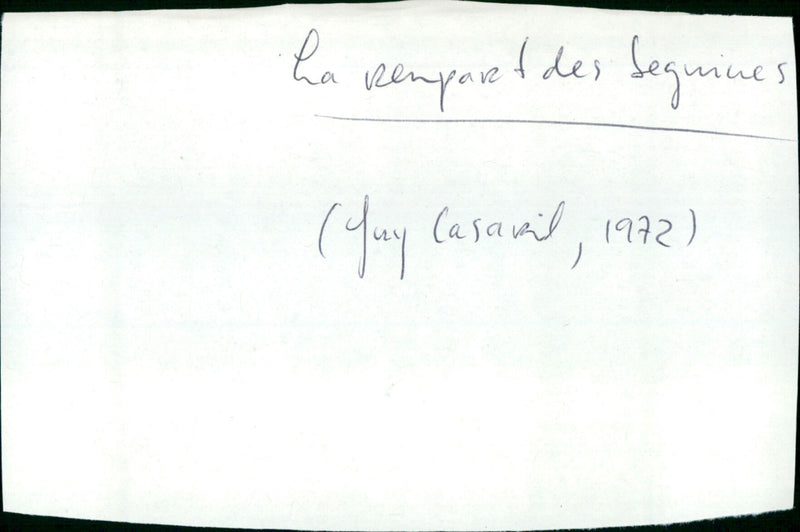 La rempart des Beguines
(Guy Casaril, 1972)